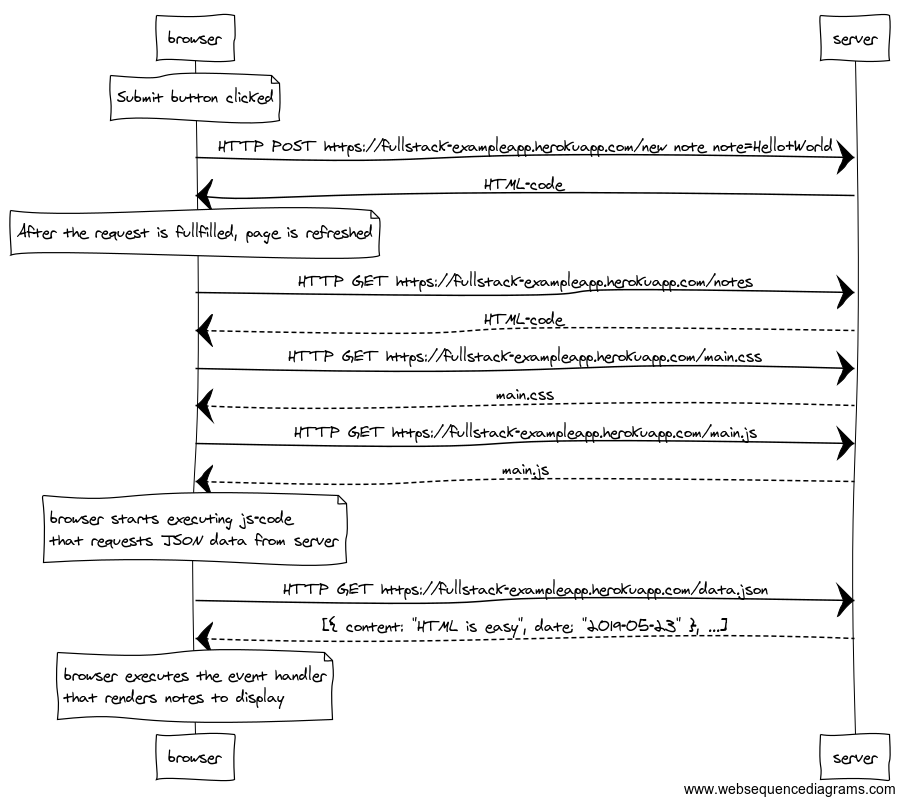 browser
server
Submit button clicked
HTTP POST https://fullstack-exampleapp.herokuapp.com/new note note=Hello+World
HTML-code
After the request is fullfilled, page is refreshed
HTTP GET https://fullstack-exampleapp.herokuapp.com/notes
HTML-code
HTTP GET https://fullstack-exampleapp.herokuapp.com/main.css
main.css
HTTP GET https://fullstack-exampleapp.herokuapp.com/main.js
main.js
browser starts executing js-code
that requests JSON data from server
HTTP GET https://fullstack-exampleapp.herokuapp.com/data.json
[{ content: "HTML is easy", date: "2019-05-23" }, ...]
browser executes the event handler
that renders notes to display
browser
server
www.websequencediagrams.com